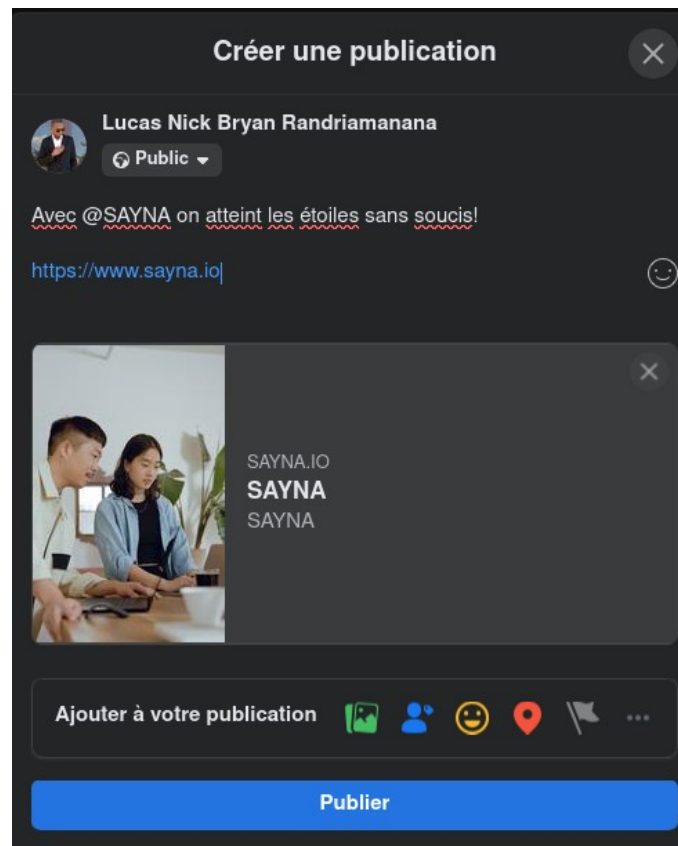 Créer une publication
Lucas Nick Bryan Randriamanana
Public
Avec @SAYNA on atteint les étoiles sans soucis!
https://www.sayna.io
SAYNA.IO
SAYNA
SAYNA
Ajouter à votre publication
Publier